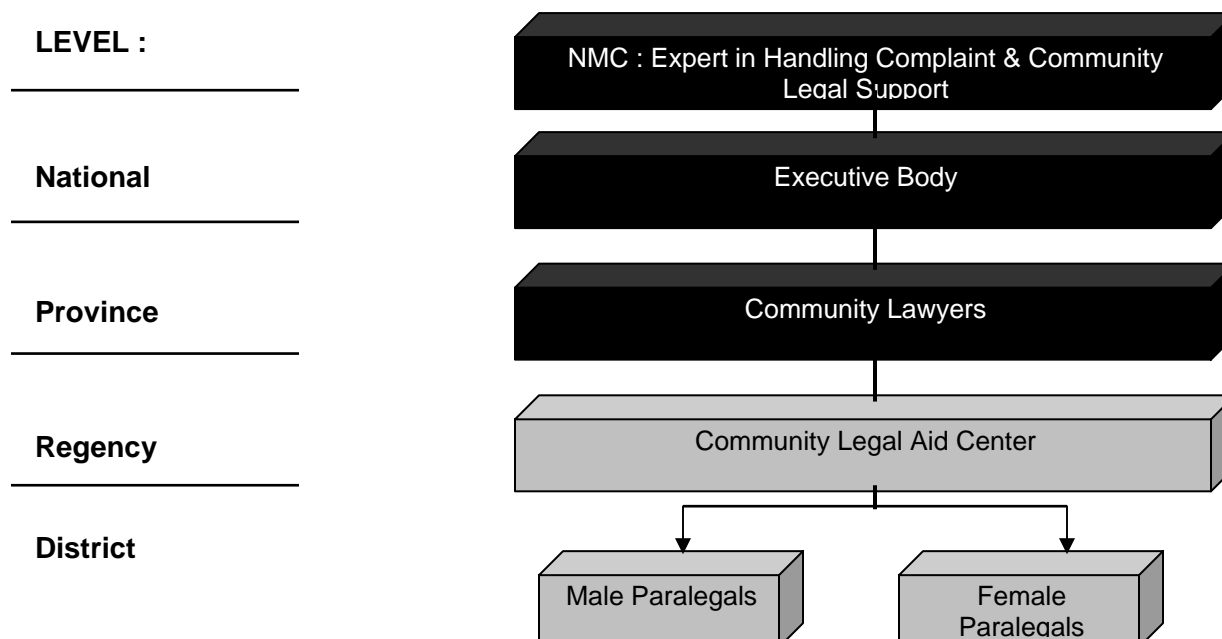 LEVEL :
NMC : Expert in Handling Complaint & Community
Legal Support
National
Executive Body
Province
Community Lawyers
Regency
Community Legal Aid Center
District
Male Paralegals
Female
Paralegals